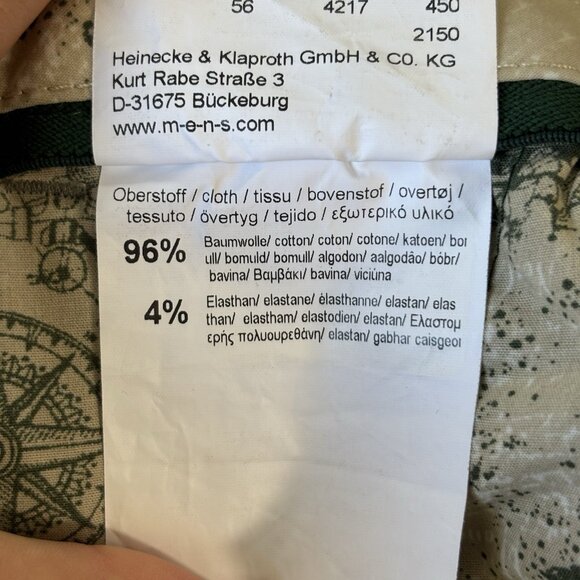 56 4217 450
2150
Heinecke & Klaproth GmbH & CO. KG
Kurt Rabe Straße 3
D-31675 Bückeburg
www.m-e-n-s.com
Oberstoff / cloth / tissu / bovenstof / overtøj /
tessuto / övertyg / tejido / εξωτερικό υλικό
96% Baumwolle/ cotton/ coton/ cotone/ katoen/ bor
ull/ bomuld/ bomull/ algodon/ aalgodão/ bòbr/
bavina/ Βαμβάκι/ bavina/ viciúna
4% Elasthan/ elastane/ élasthanne/ elastan/ elas
than/ elastham/ elastodien/ elastan/ Ελαστομ
ερής πολυουρεθάνη/ elastan/ gabhar caisgeoi